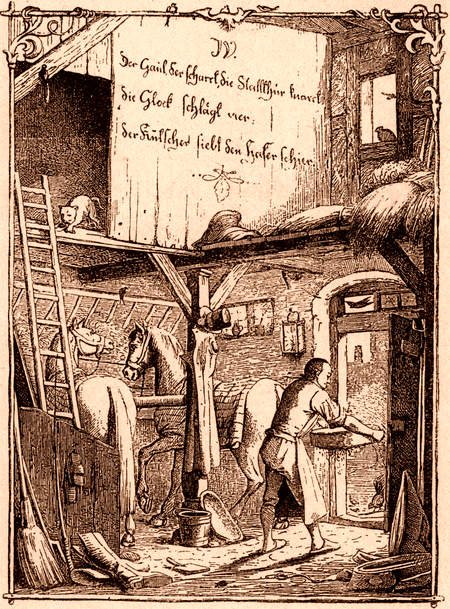 IV.
Der Gaul, der scharrt, die Stallthür knarrt
die Glock schlägt vier;
der Kutscher siebt den Hafer schier.